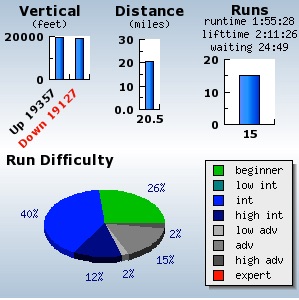 Vertical
(feet)
20000
0
Up 19357
Down 19127
Distance
(miles)
30
20
10
0.0
20.5
Runs
runtime 1:55:28
lifttime 2:11:26
waiting 24:49
20
10
0
15
Run Difficulty
26%
40%
2%
15%
2%
12%
beginner
low int
int
high int
low adv
adv
high adv
expert